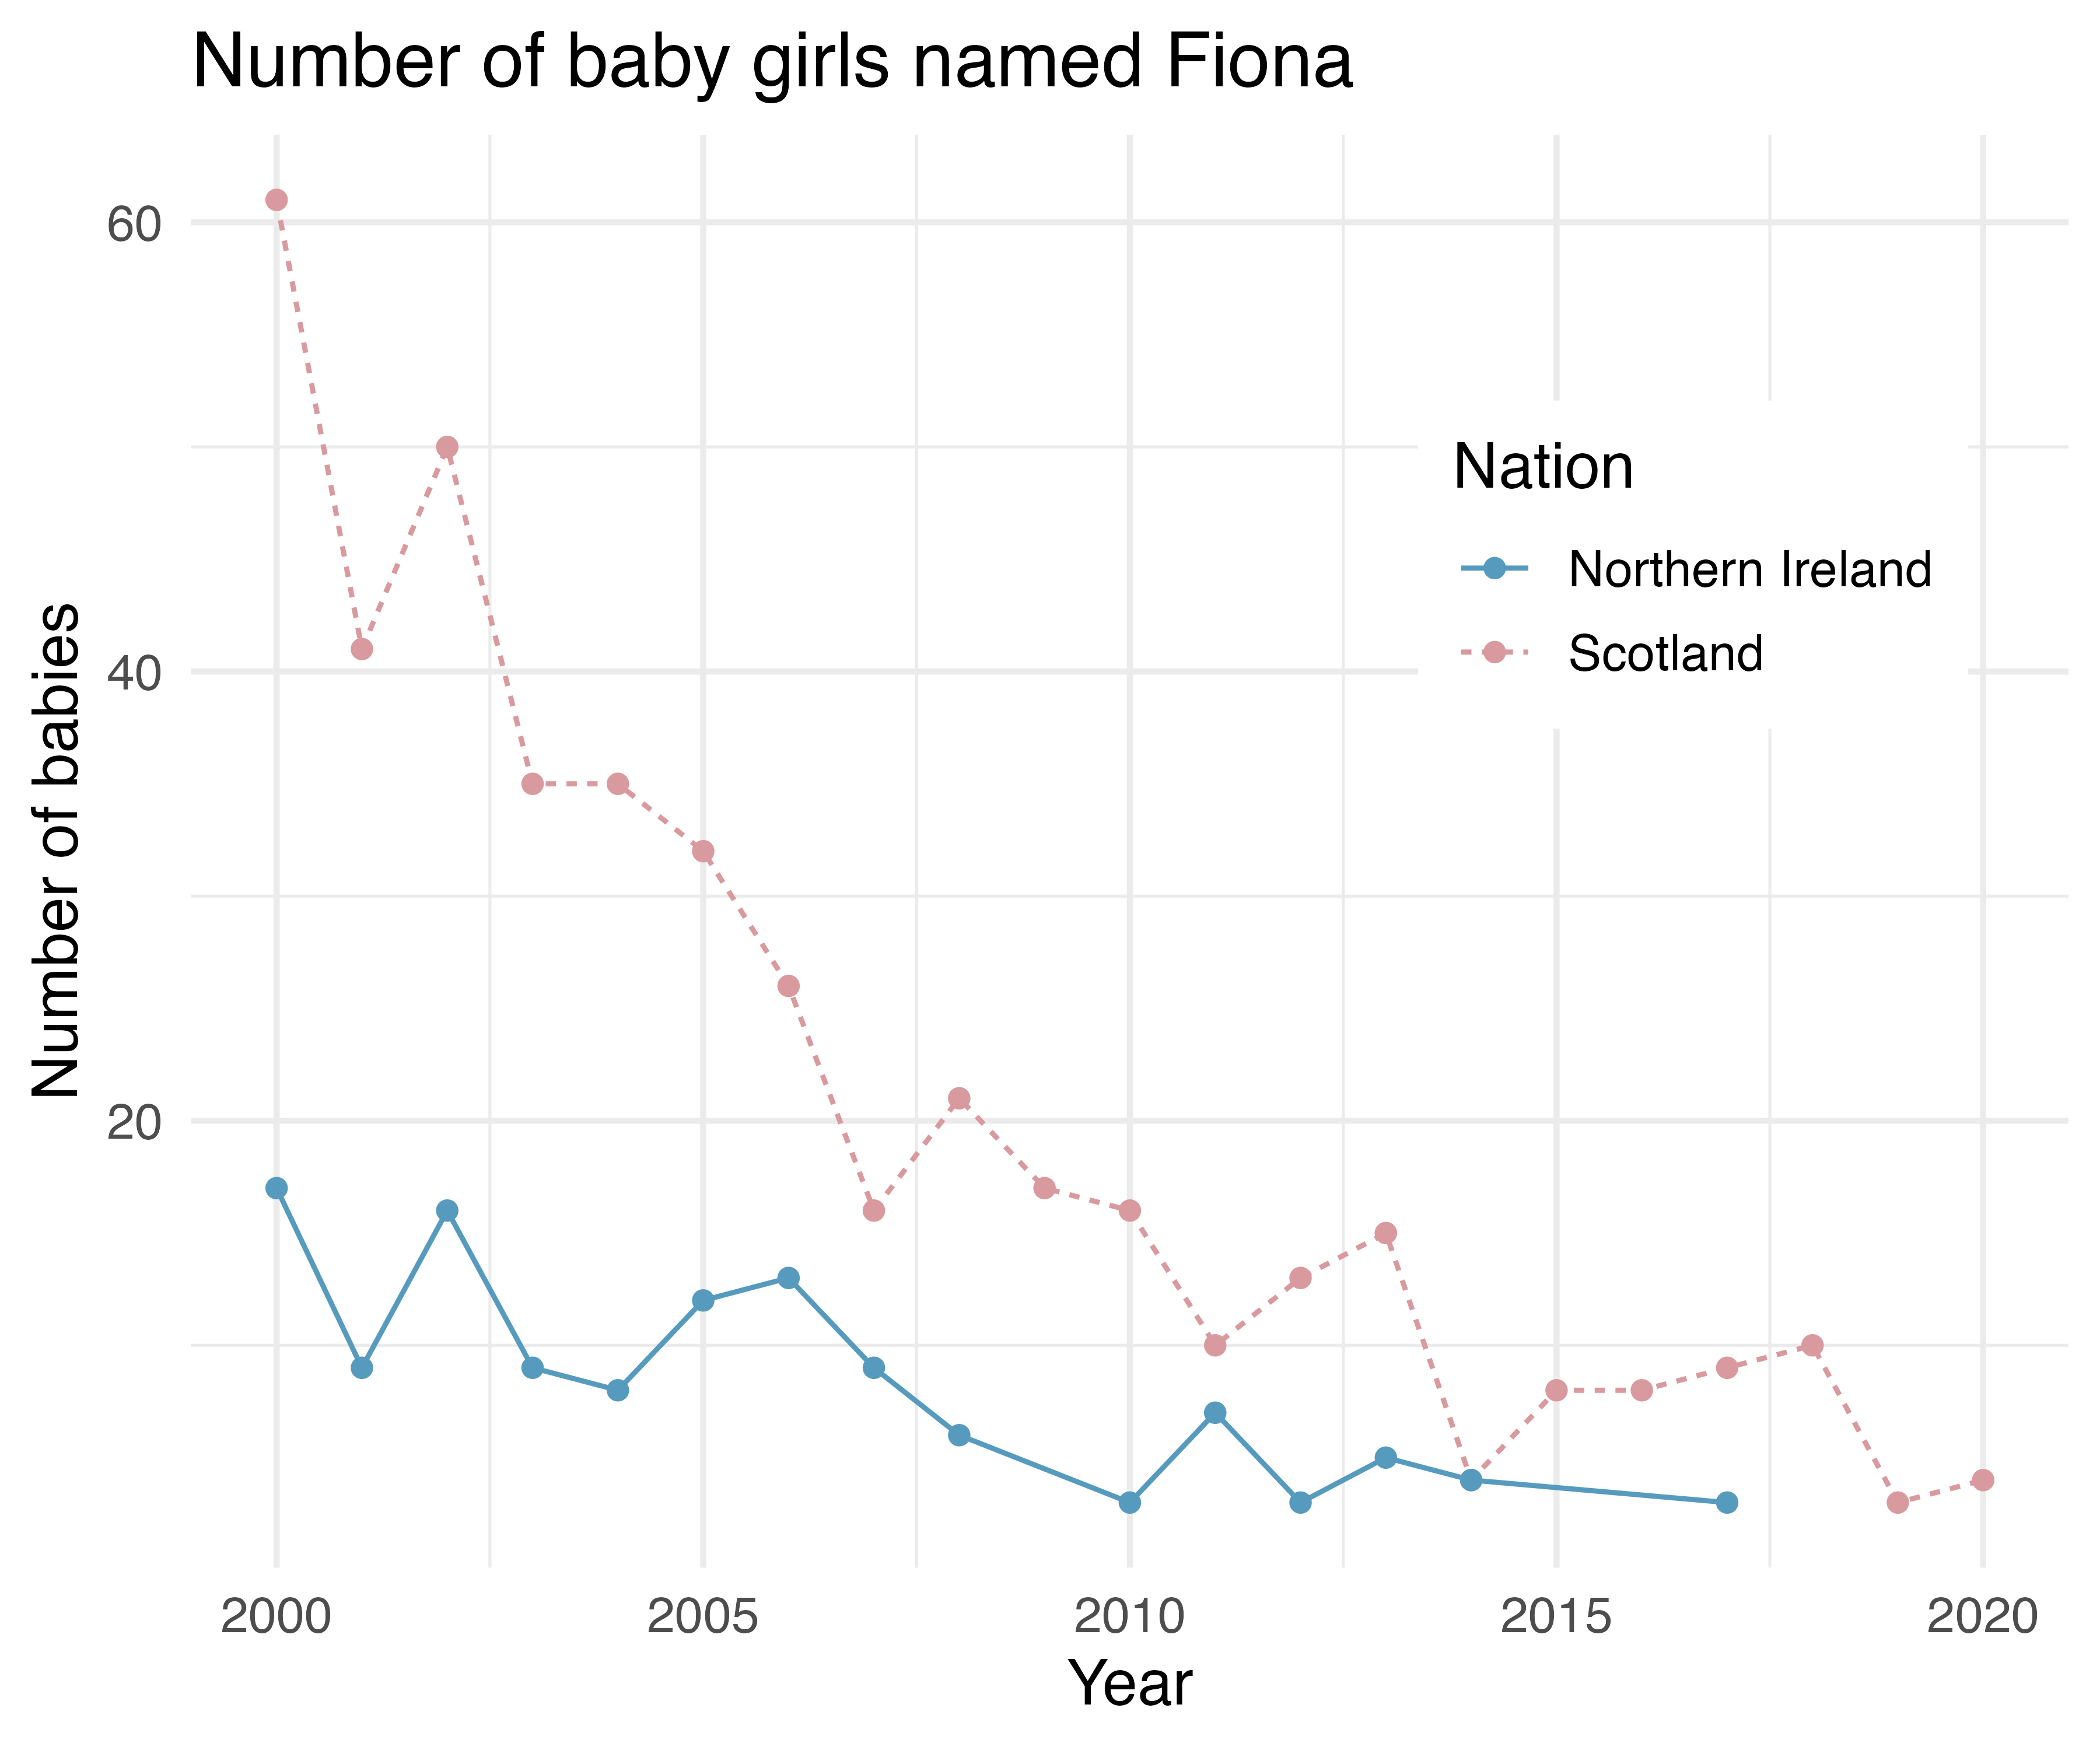 Number of baby girls named Fiona
Number of babies
60
40
20
Nation
Northern Ireland
Scotland
2000 2005 2010 2015 2020
Year